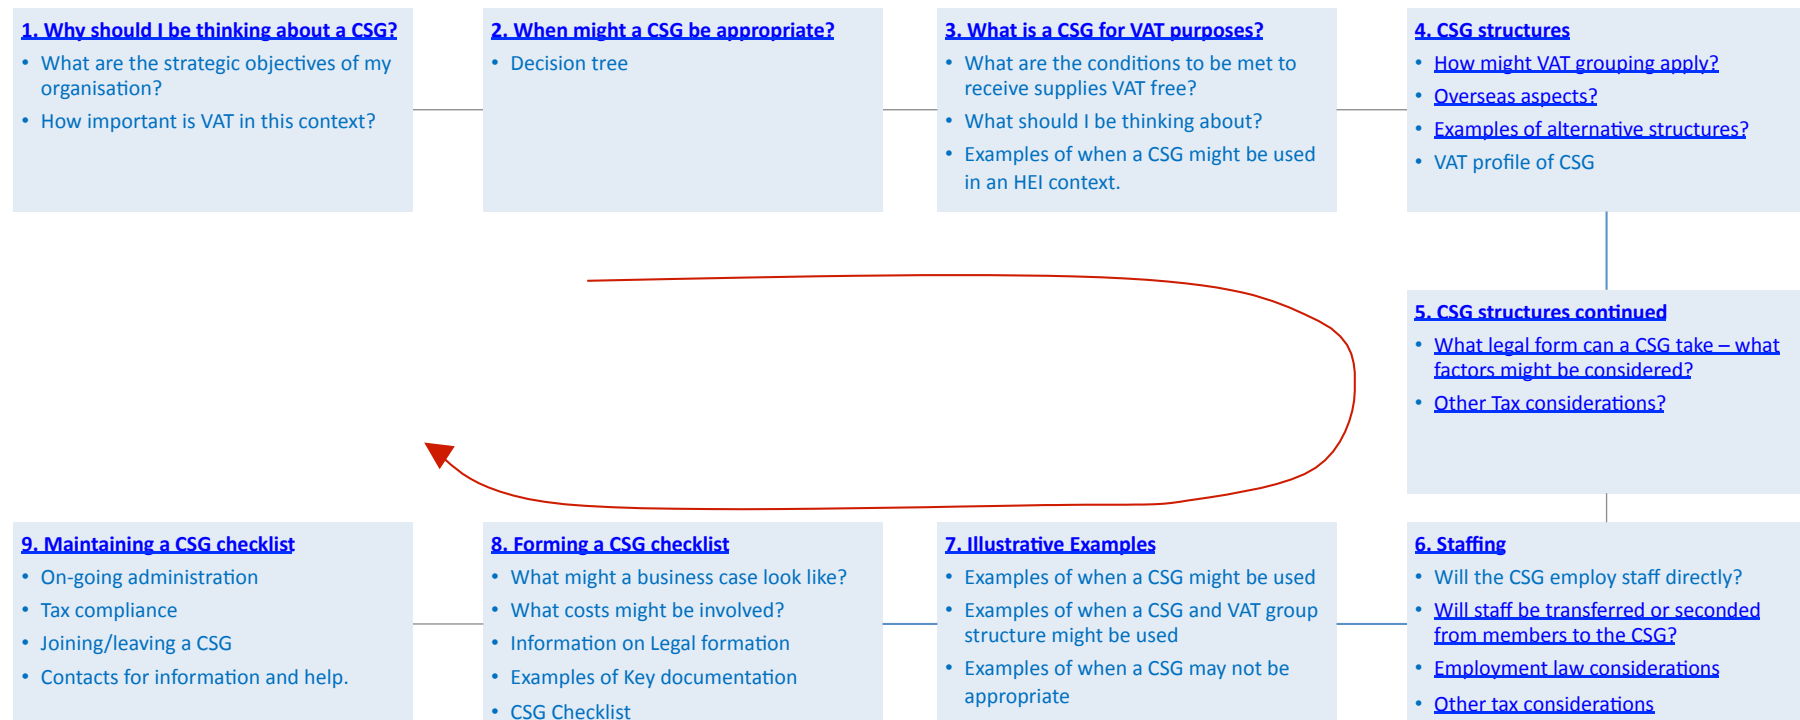 1. Why should I be thinking about a CSG?
• What are the strategic objectives of my
organisation?
• How important is VAT in this context?
2. When might a CSG be appropriate?
• Decision tree
3. What is a CSG for VAT purposes?
• What are the conditions to be met to
receive supplies VAT free?
• What should I be thinking about?
• Examples of when a CSG might be used
in an HEI context.
4. CSG structures
• How might VAT grouping apply?
• Overseas aspects?
• Examples of alternative structures?
• VAT profile of CSG
5. CSG structures continued
• What legal form can a CSG take – what
factors might be considered?
• Other Tax considerations?
6. Staffing
• Will the CSG employ staff directly?
• Will staff be transferred or seconded
from members to the CSG?
• Employment law considerations
• Other tax considerations
7. Illustrative Examples
• Examples of when a CSG might be used
• Examples of when a CSG and VAT group
structure might be used
• Examples of when a CSG may not be
appropriate
8. Forming a CSG checklist
• What might a business case look like?
• What costs might be involved?
• Information on Legal formation
• Examples of Key documentation
• CSG Checklist
9. Maintaining a CSG checklist
• On-going administration
• Tax compliance
• Joining/leaving a CSG
• Contacts for information and help.